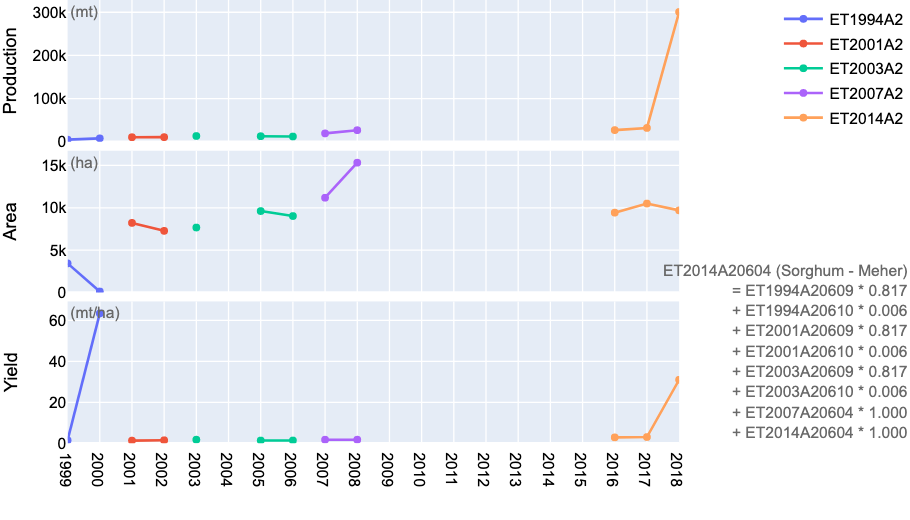 300k
(mt)
200k
100k
0
Production
ET1994A2
ET2001A2
ET2003A2
ET2007A2
ET2014A2
15k
(ha)
10k
5k
0
Area
60
(mt/ha)
40
20
0
Yield
1999
2000
2001
2002
2003
2004
2005
2006
2007
2008
2009
2010
2011
2012
2013
2014
2015
2016
2017
2018
ET2014A20604 (Sorghum - Meher)
= ET1994A20609 * 0.817
+ ET1994A20610 * 0.006
+ ET2001A20609 * 0.817
+ ET2001A20610 * 0.006
+ ET2003A20609 * 0.817
+ ET2003A20610 * 0.006
+ ET2007A20604 * 1.000
+ ET2014A20604 * 1.000